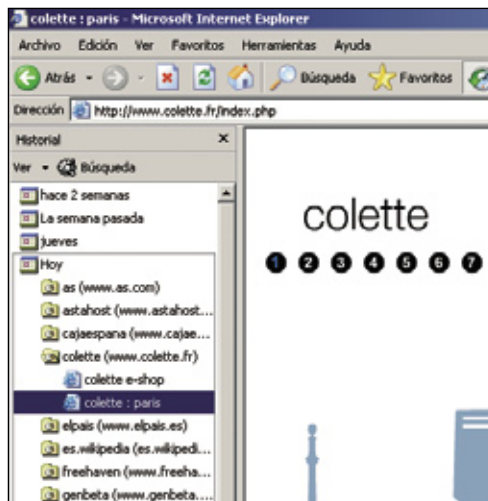 colette : paris - Microsoft Internet Explorer
Archivo Edición Ver Favoritos Herramientas Ayuda
Atrás Búsqueda Favoritos
Dirección http://www.colette.fr/index.php
Historial
Ver Búsqueda
hace 2 semanas
La semana pasada
jueves
Hoy
as (www.as.com)
astahost (www.astahost...
cajaespana (www.cajae...
colette (www.colette.fr)
colette e-shop
colette : paris
elpais (www.elpais.es)
es.wikipedia (es.wikipedi...
freehaven (www.freeha...
genbeta (www.genbeta....
colette
1 2 3 4 5 6 7